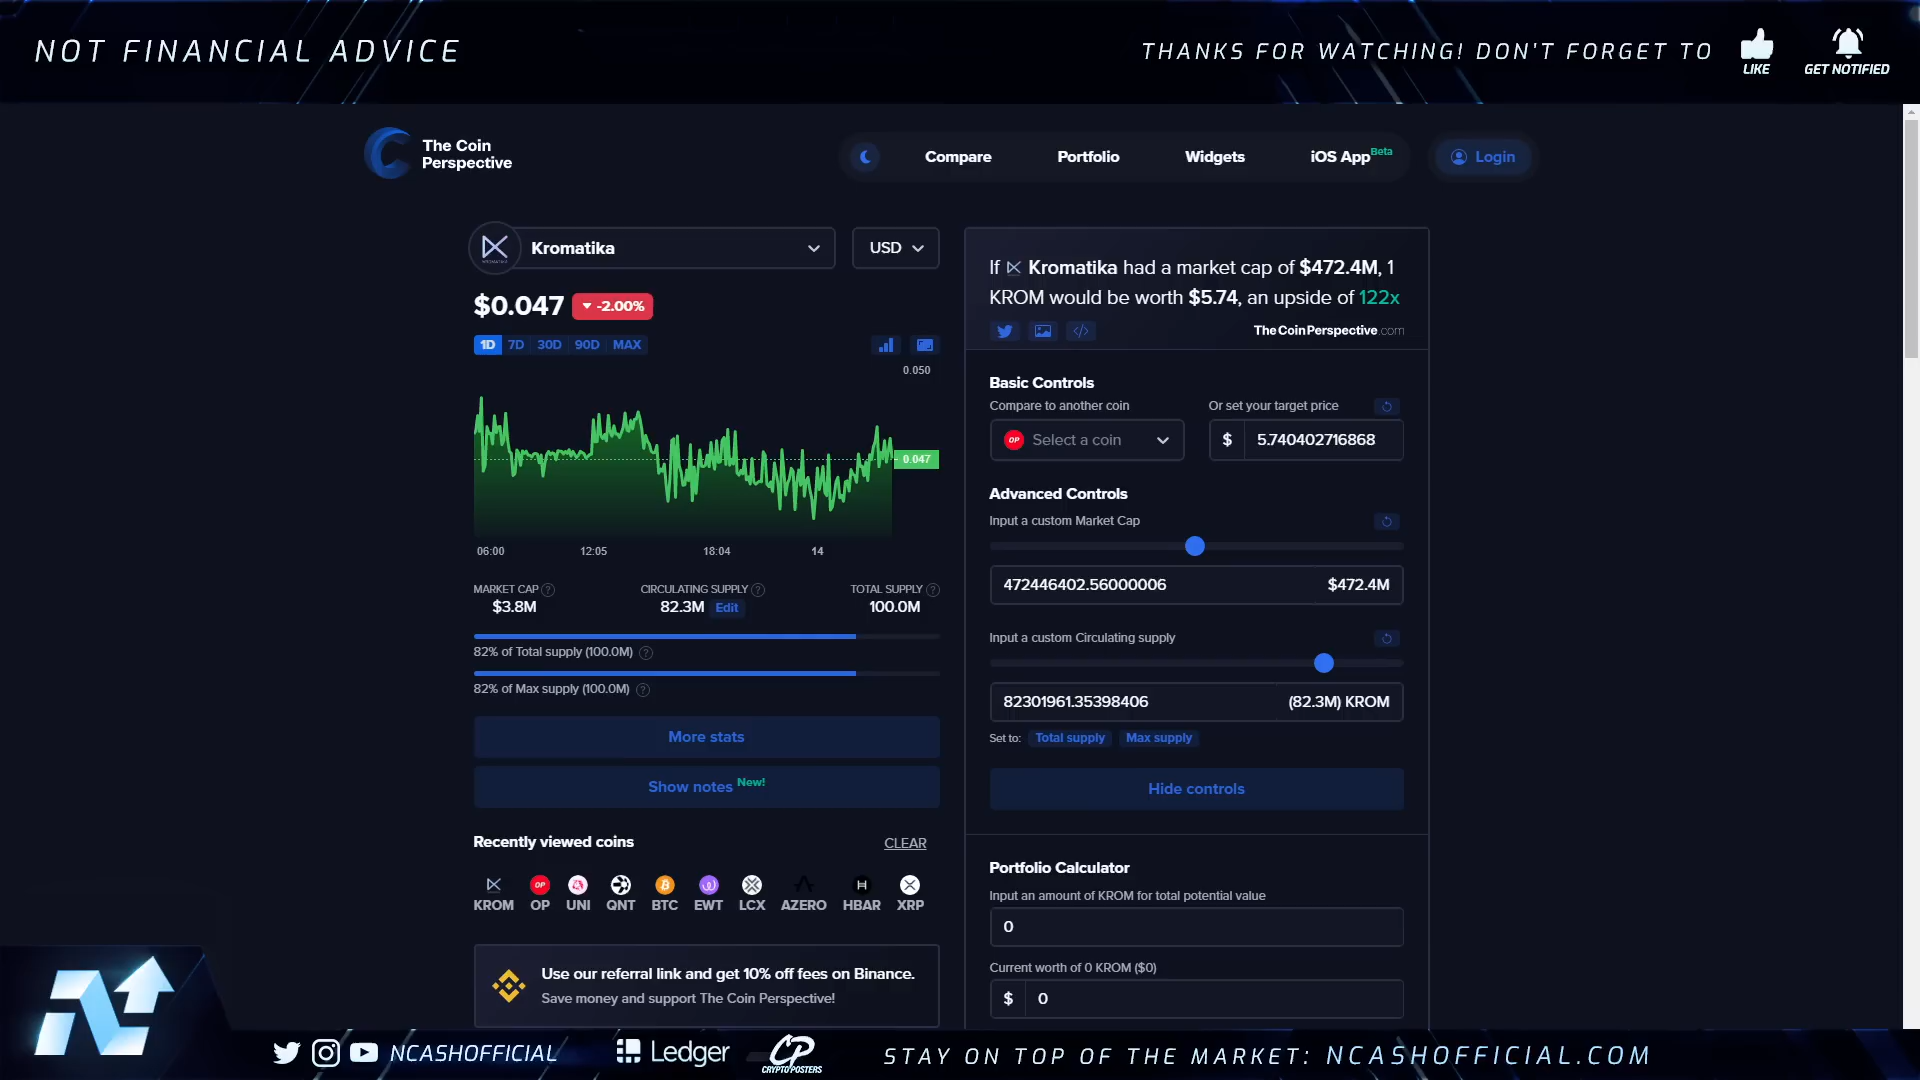 NOT FINANCIAL ADVICE
THANKS FOR WATCHING! DON'T FORGET TO
LIKE
GET NOTIFIED
The Coin
Perspective
Compare
Portfolio
Widgets
iOS App Beta
Login
Kromatika
USD
$0.047
-2.00%
1D 7D 30D 90D MAX
0.050
0.047
06:00 12:05 18:04 14
MARKET CAP ?
$3.8M
CIRCULATING SUPPLY ?
82.3M Edit
TOTAL SUPPLY ?
100.0M
82% of Total supply (100.0M) ?
82% of Max supply (100.0M) ?
More stats
Show notes New!
Recently viewed coins
CLEAR
KROM OP UNI QNT BTC EWT LCX AZERO HBAR XRP
Use our referral link and get 10% off fees on Binance.
Save money and support The Coin Perspective!
If Kromatika had a market cap of $472.4M, 1
KROM would be worth $5.74, an upside of 122x
TheCoinPerspective.com
Basic Controls
Compare to another coin
OP Select a coin
Or set your target price
$ 5.740402716868
Advanced Controls
Input a custom Market Cap
472446402.56000006 $472.4M
Input a custom Circulating supply
82301961.35398406 (82.3M) KROM
Set to: Total supply Max supply
Hide controls
Portfolio Calculator
Input an amount of KROM for total potential value
0
Current worth of 0 KROM ($0)
$ 0
NCASHOFFICIAL
Ledger
CP
CRYPTO POSTERS
STAY ON TOP OF THE MARKET: NCASHOFFICIAL.COM